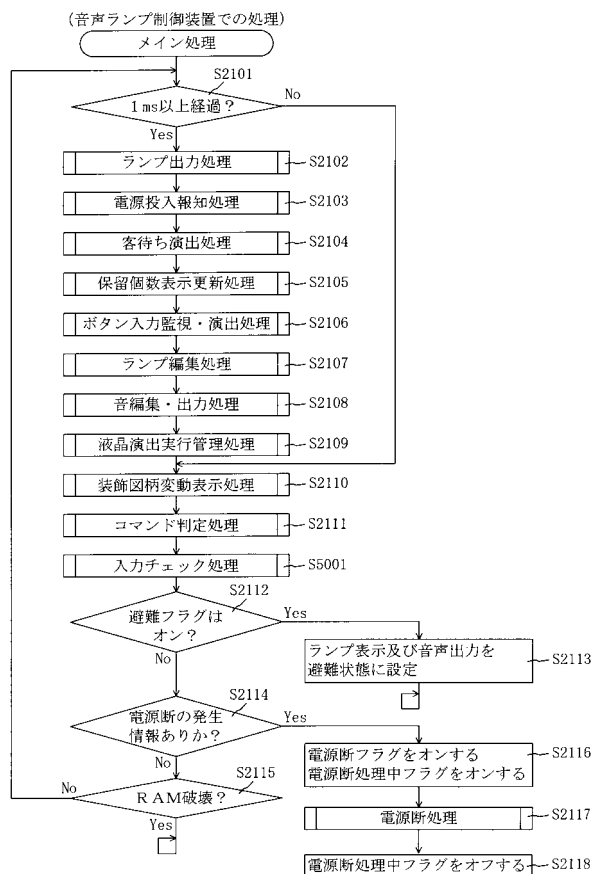 (音声ランプ制御装置での処理)
メイン処理
S2101
1ms以上経過?
No
Yes
ランプ出力処理
S2102
電源投入報知処理
S2103
客待ち演出処理
S2104
保留個数表示更新処理
S2105
ボタン入力監視・演出処理
S2106
ランプ編集処理
S2107
音編集・出力処理
S2108
液晶演出実行管理処理
S2109
装飾図柄変動表示処理
S2110
コマンド判定処理
S2111
入力チェック処理
S5001
S2112
避難フラグは
オン?
Yes
No
ランプ表示及び音声出力を
避難状態に設定
S2113
S2114
電源断の発生
情報ありか?
Yes
No
電源断フラグをオンする
電源断処理中フラグをオンする
S2116
S2115
RAM破壊?
No
Yes
電源断処理
S2117
電源断処理中フラグをオフする
S2118